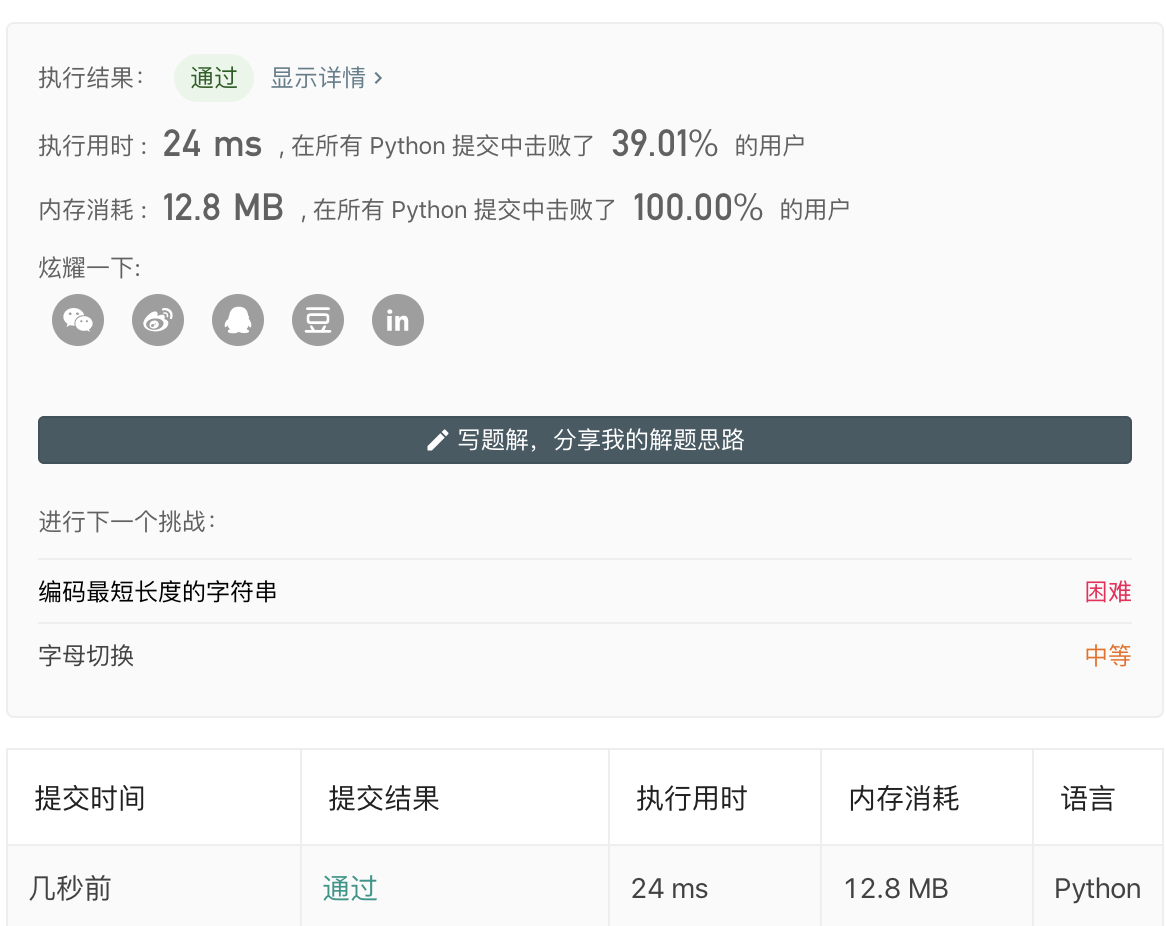 执行结果： 通过 显示详情 >
执行用时 : 24 ms , 在所有 Python 提交中击败了 39.01% 的用户
内存消耗 : 12.8 MB , 在所有 Python 提交中击败了 100.00% 的用户
炫耀一下:
豆 in
写题解，分享我的解题思路
进行下一个挑战：
编码最短长度的字符串 困难
字母切换 中等
提交时间 提交结果 执行用时 内存消耗 语言
几秒前 通过 24 ms 12.8 MB Python